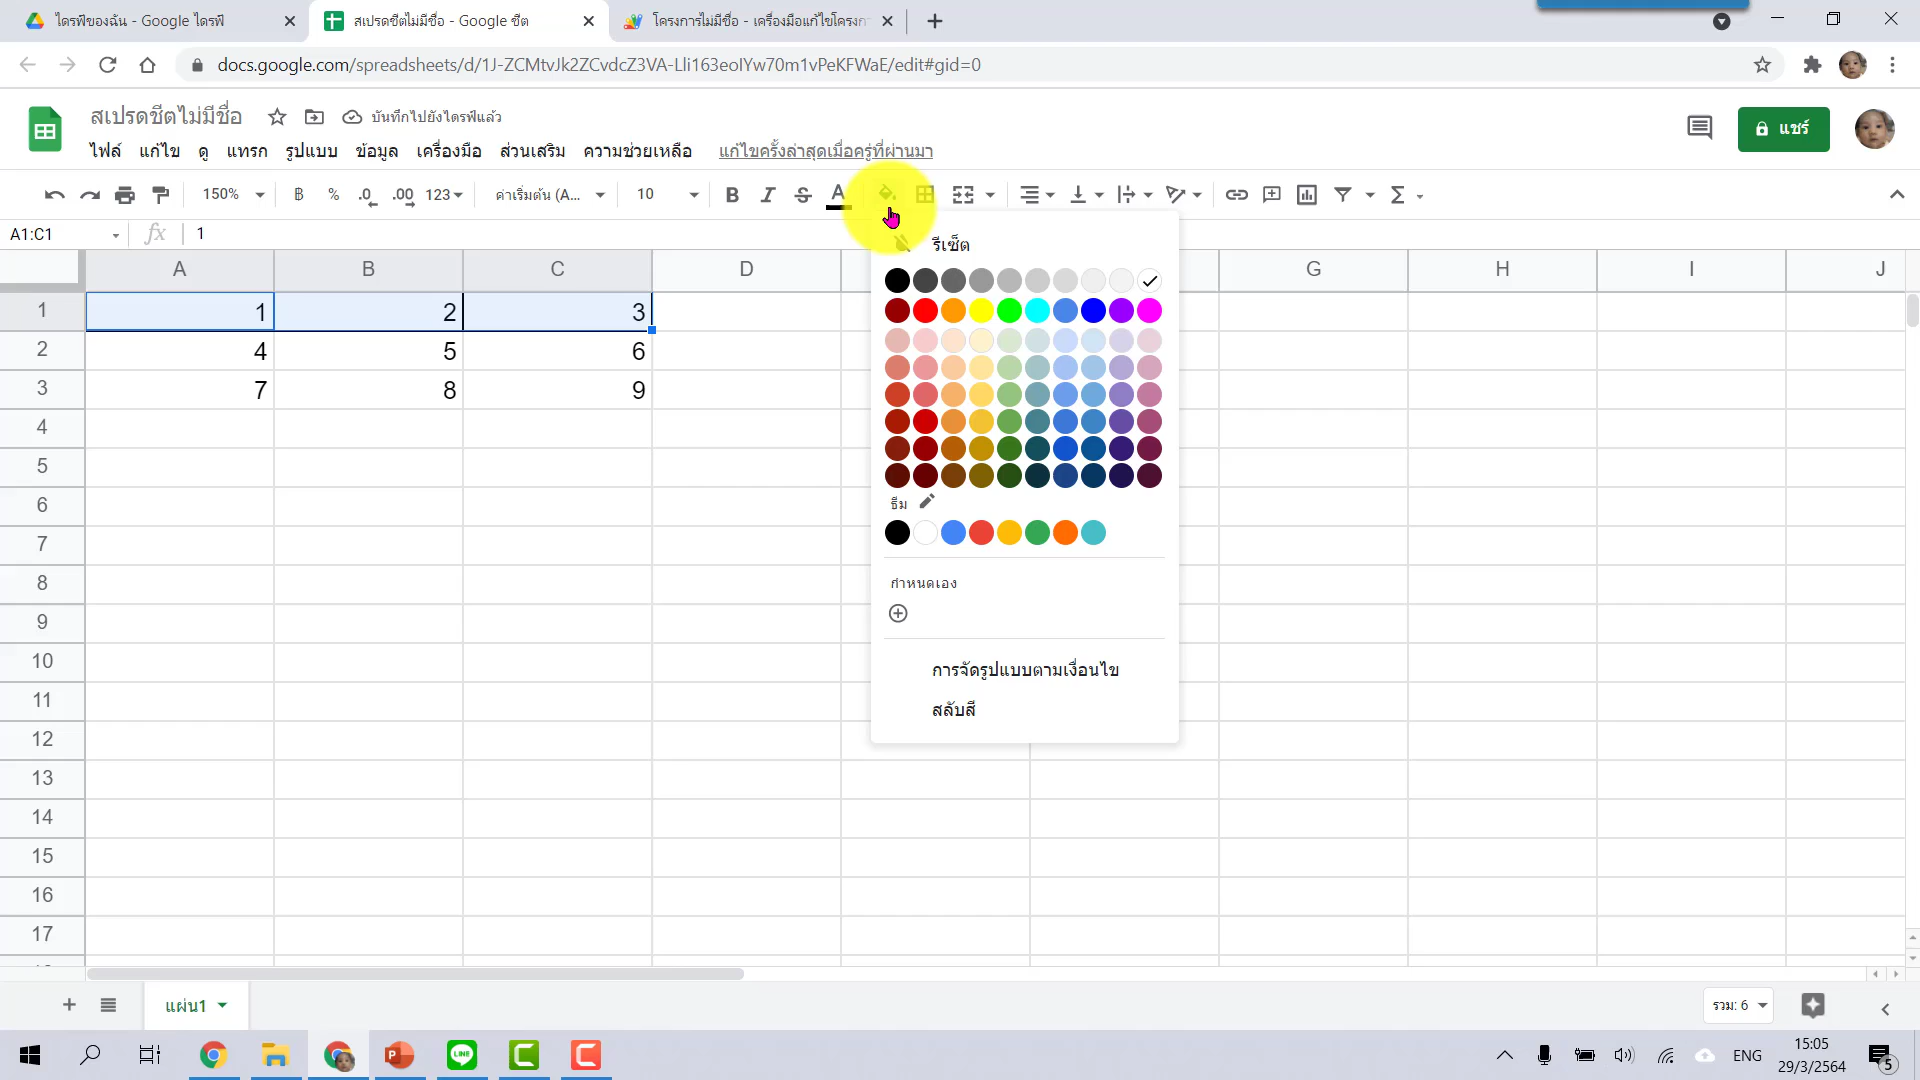 ไดรฟ์ของฉัน - Google ไดรฟ์
สเปรดชีตไม่มีชื่อ - Google ชีต
โครงการไม่มีชื่อ - เครื่องมือแก้ไขโครงกา
docs.google.com/spreadsheets/d/1J-ZCMtvJk2ZCvdcZ3VA-Lli163eoIYw70m1vPeKFWaE/edit#gid=0
สเปรดชีตไม่มีชื่อ
บันทึกไปยังไดรฟ์แล้ว
แชร์
ไฟล์ แก้ไข ดู แทรก รูปแบบ ข้อมูล เครื่องมือ ส่วนเสริม ความช่วยเหลือ แก้ไขครั้งล่าสุดเมื่อครู่ที่ผ่านมา
150% ฿ % .0 .00 123 ค่าเริ่มต้น (A... 10 B I S A Σ
A1:C1 fx 1
รีเซ็ต
A B C D G H I J
1 1 2 3
2 4 5 6
3 7 8 9
4
5
6
7
8
9
10
11
12
13
14
15
16
17
ธีม
กำหนดเอง
การจัดรูปแบบตามเงื่อนไข
สลับสี
แผ่น1
รวม: 6
LINE
ENG
15:05
29/3/2564
5